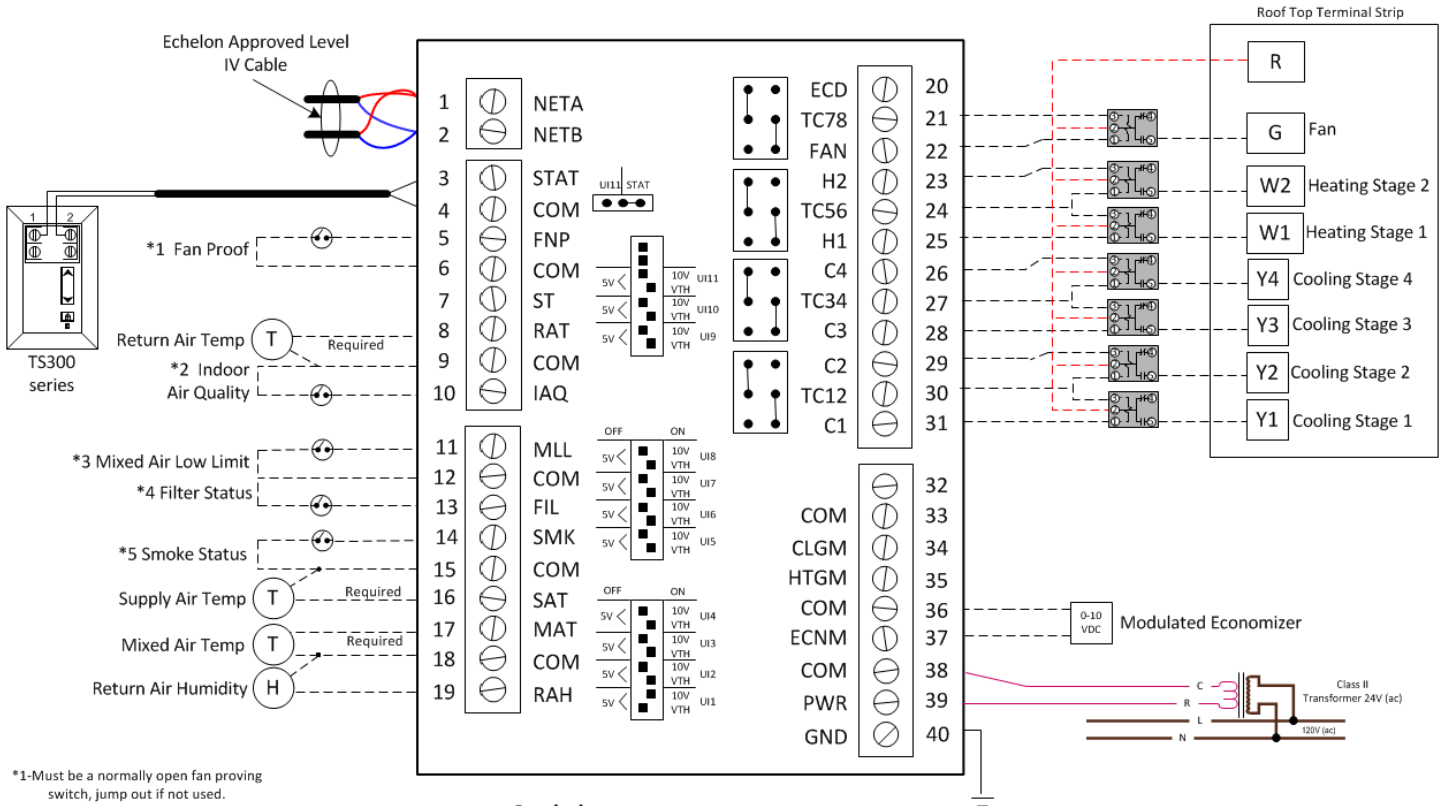 Roof Top Terminal Strip
Echelon Approved Level
IV Cable
1 NETA
2 NETB
3 STAT
4 COM
5 FNP
6 COM
7 ST
8 RAT
9 COM
10 IAQ
11 MLL
12 COM
13 FIL
14 SMK
15 COM
16 SAT
17 MAT
18 COM
19 RAH
1 2
TS300
series
*1 Fan Proof
Return Air Temp T Required
*2 Indoor
Air Quality
*3 Mixed Air Low Limit
*4 Filter Status
*5 Smoke Status
Supply Air Temp T Required
Mixed Air Temp T Required
Return Air Humidity H
UI11 STAT
5V 10V VTH UI11
5V 10V VTH UI10
5V 10V VTH UI9
OFF ON
5V 10V VTH UI8
5V 10V VTH UI7
5V 10V VTH UI6
5V 10V VTH UI5
OFF ON
5V 10V VTH UI4
5V 10V VTH UI3
5V 10V VTH UI2
5V 10V VTH UI1
ECD 20
TC78 21
FAN 22
H2 23
TC56 24
H1 25
C4 26
TC34 27
C3 28
C2 29
TC12 30
C1 31
32
COM 33
CLGM 34
HTGM 35
COM 36
ECNM 37
COM 38
PWR 39
GND 40
R
G Fan
W2 Heating Stage 2
W1 Heating Stage 1
Y4 Cooling Stage 4
Y3 Cooling Stage 3
Y2 Cooling Stage 2
Y1 Cooling Stage 1
0-10
VDC
Modulated Economizer
C
R
L
N
Class II
Transformer 24V (ac)
120V (ac)
*1-Must be a normally open fan proving
switch, jump out if not used.